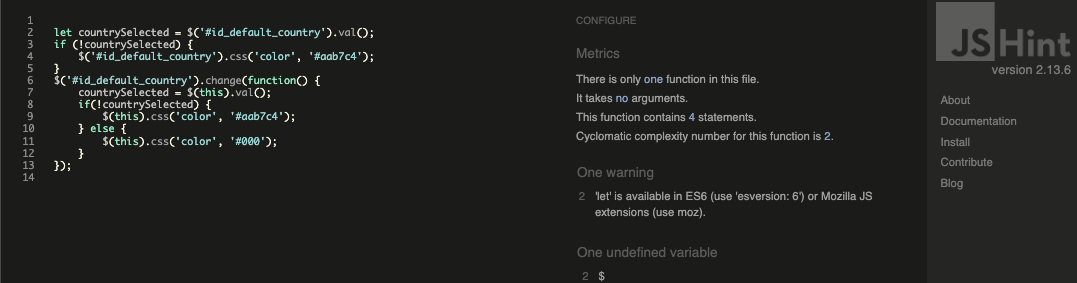 1
2 let countrySelected = $('#id_default_country').val();
3 if (!countrySelected) {
4 $('#id_default_country').css('color', '#aab7c4');
5 }
6 $('#id_default_country').change(function() {
7 countrySelected = $(this).val();
8 if(!countrySelected) {
9 $(this).css('color', '#aab7c4');
10 } else {
11 $(this).css('color', '#000');
12 }
13 });
14
CONFIGURE
Metrics
There is only one function in this file.
It takes no arguments.
This function contains 4 statements.
Cyclomatic complexity number for this function is 2.
One warning
2 'let' is available in ES6 (use 'esversion: 6') or Mozilla JS
extensions (use moz).
One undefined variable
2 $
JSHint
version 2.13.6
About
Documentation
Install
Contribute
Blog